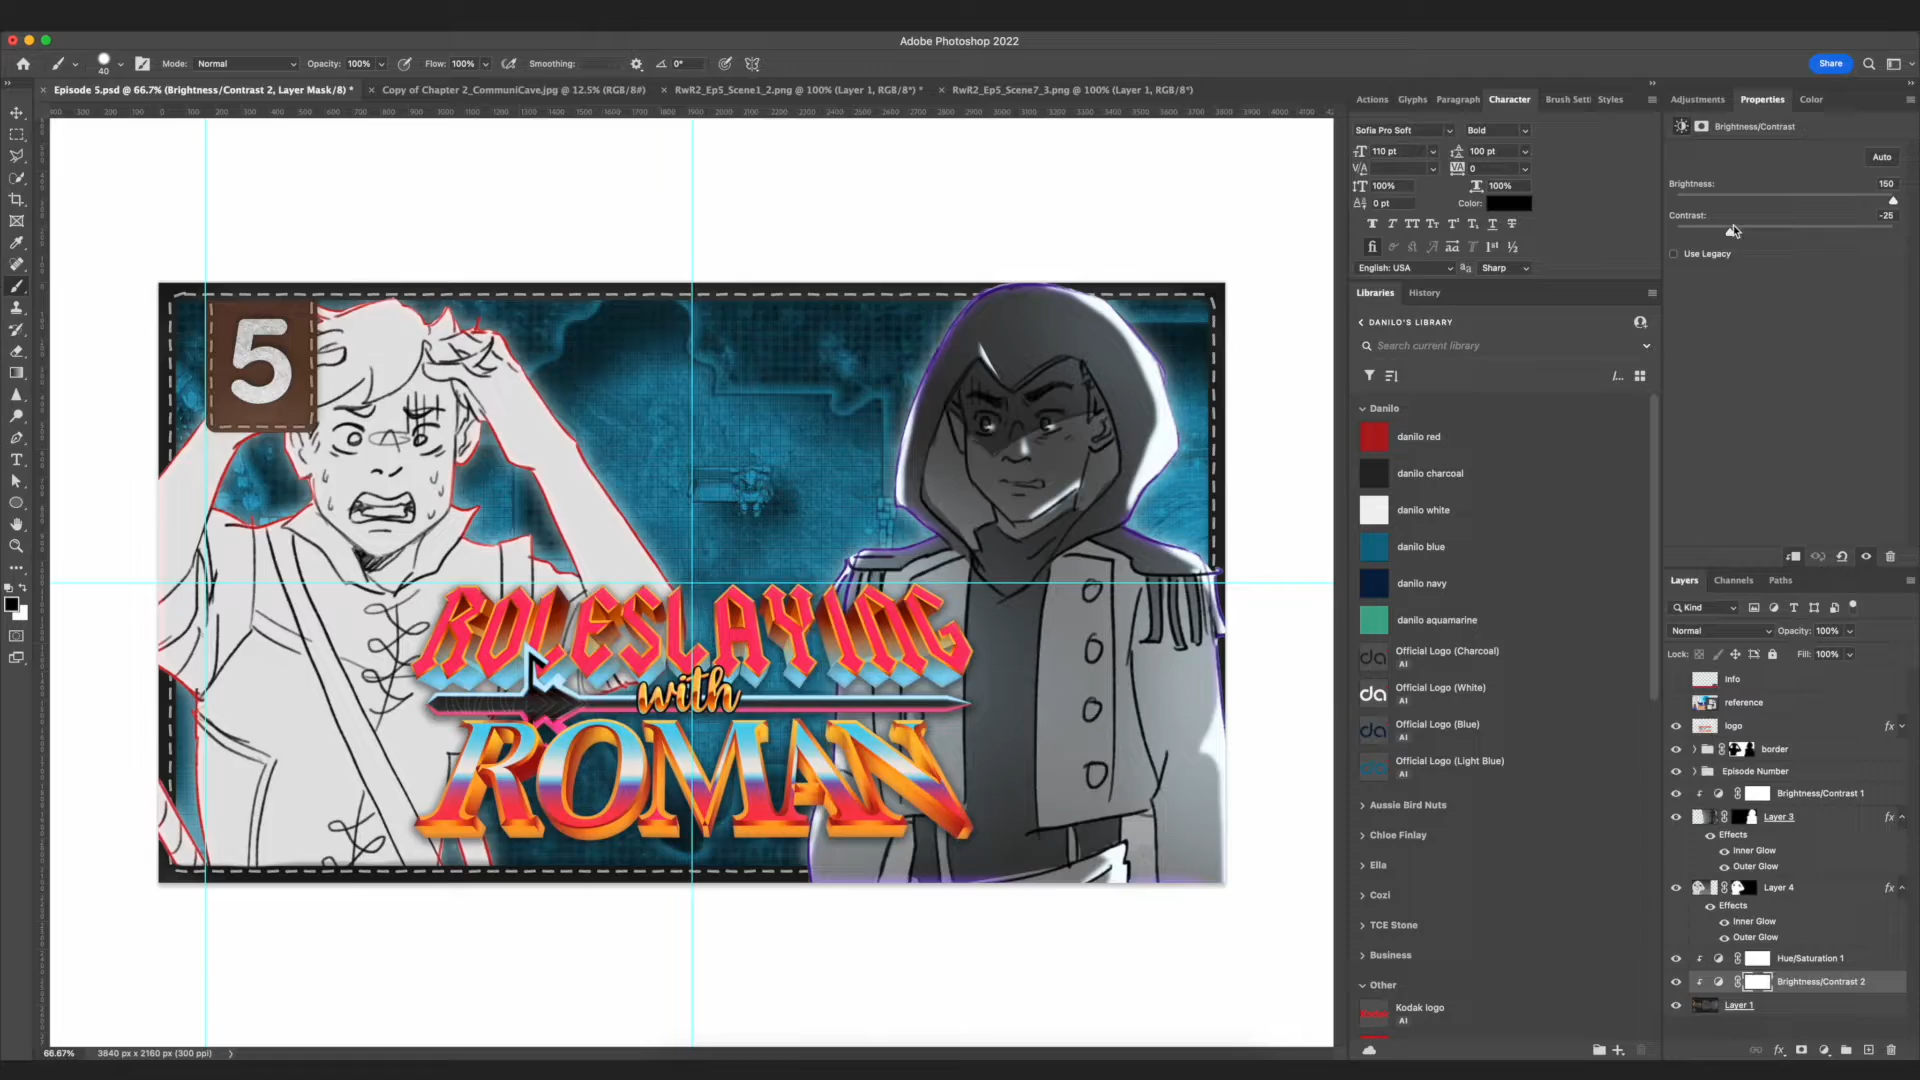 Adobe Photoshop 2022
40
Mode: Normal
Opacity: 100%
Flow: 100%
Smoothing:
0°
Share
Episode 5.psd @ 66.7% (Brightness/Contrast 2, Layer Mask/8) *
Copy of Chapter 2_CommuniCave.jpg @ 12.5% (RGB/8#)
RwR2_Ep5_Scene1_2.png @ 100% (Layer 1, RGB/8*) *
RwR2_Ep5_Scene7_3.png @ 100% (Layer 1, RGB/8*)
Actions Glyphs Paragraph Character Brush Setti Styles
Sofia Pro Soft Bold
110 pt 100 pt
0
100% 100%
0 pt Color:
English: USA Sharp
Libraries History
DANILO'S LIBRARY
Search current library
Danilo
danilo red
danilo charcoal
danilo white
danilo blue
danilo navy
danilo aquamarine
Official Logo (Charcoal)
AI
Official Logo (White)
AI
Official Logo (Blue)
AI
Official Logo (Light Blue)
AI
Aussie Bird Nuts
Chloe Finlay
Ella
Cozi
TCE Stone
Business
Other
Kodak logo
AI
Adjustments Properties Color
Brightness/Contrast
Auto
Brightness: 150
Contrast: -25
Use Legacy
Layers Channels Paths
Kind
Normal Opacity: 100%
Lock: Fill: 100%
Info
reference
logo
border
Episode Number
Brightness/Contrast 1
Layer 3
Effects
Inner Glow
Outer Glow
Layer 4
Effects
Inner Glow
Outer Glow
Hue/Saturation 1
Brightness/Contrast 2
Layer 1
5
ROLESLAYING
with
ROMAN
66.67% 3840 px x 2160 px (300 ppi)